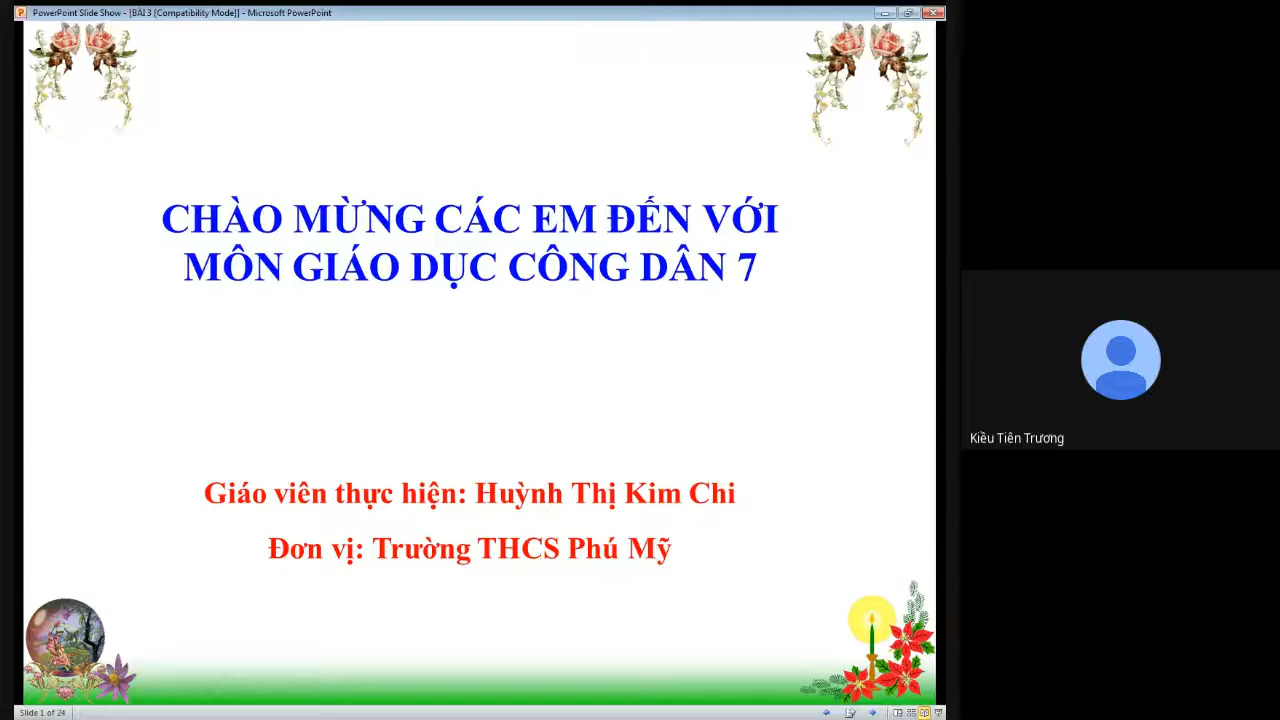 PowerPoint Slide Show - [BÀI 3 [Compatibility Mode]] - Microsoft PowerPoint
CHÀO MỪNG CÁC EM ĐẾN VỚI
MÔN GIÁO DỤC CÔNG DÂN 7
Giáo viên thực hiện: Huỳnh Thị Kim Chi
Đơn vị: Trường THCS Phú Mỹ
Kiều Tiên Trương
Slide 1 of 24